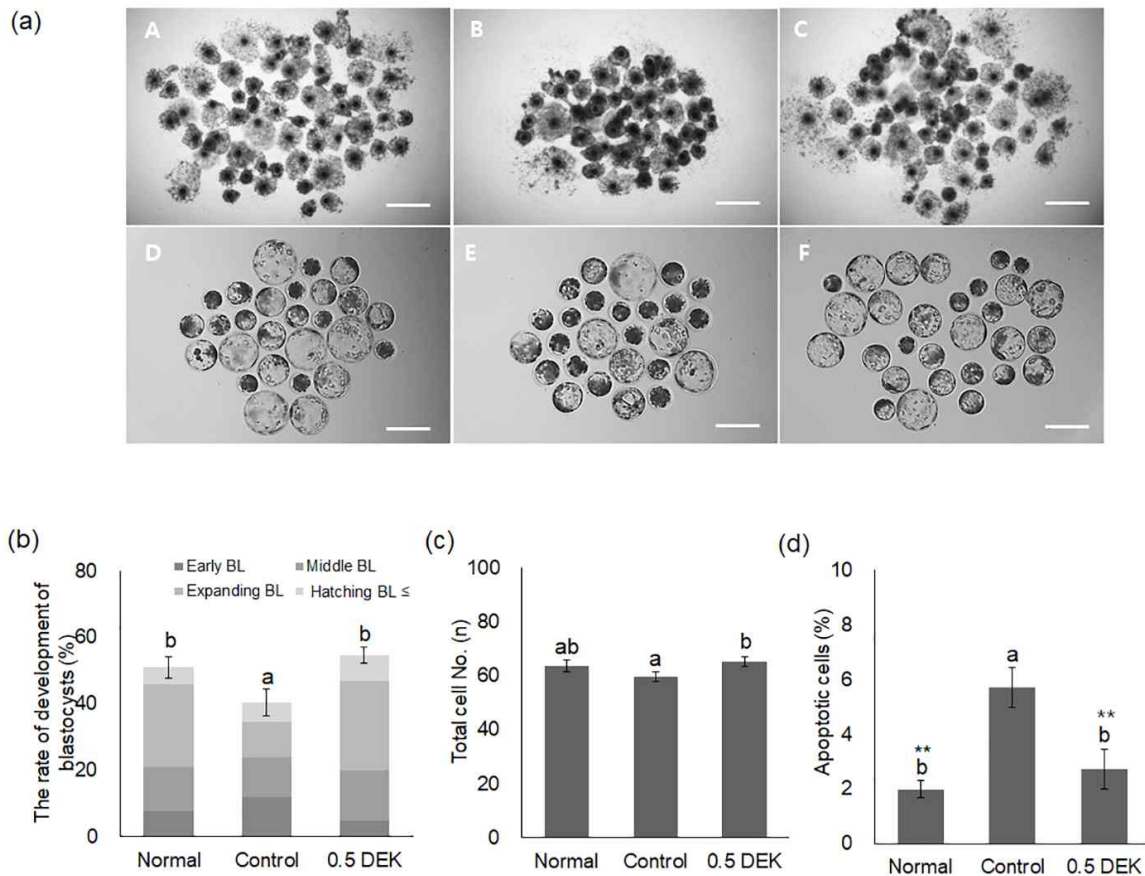 (a)
A
B
C
D
E
F
(b)
The rate of development of
blastocysts (%)
Early BL
Middle BL
Expanding BL
Hatching BL ≤
80
60
40
20
0
b
a
b
Normal
Control
0.5 DEK
(c)
Total cell No. (n)
100
80
60
40
20
0
ab
a
b
Normal
Control
0.5 DEK
(d)
Apoptotic cells (%)
10
8
6
4
2
0
**
b
a
**
b
Normal
Control
0.5 DEK